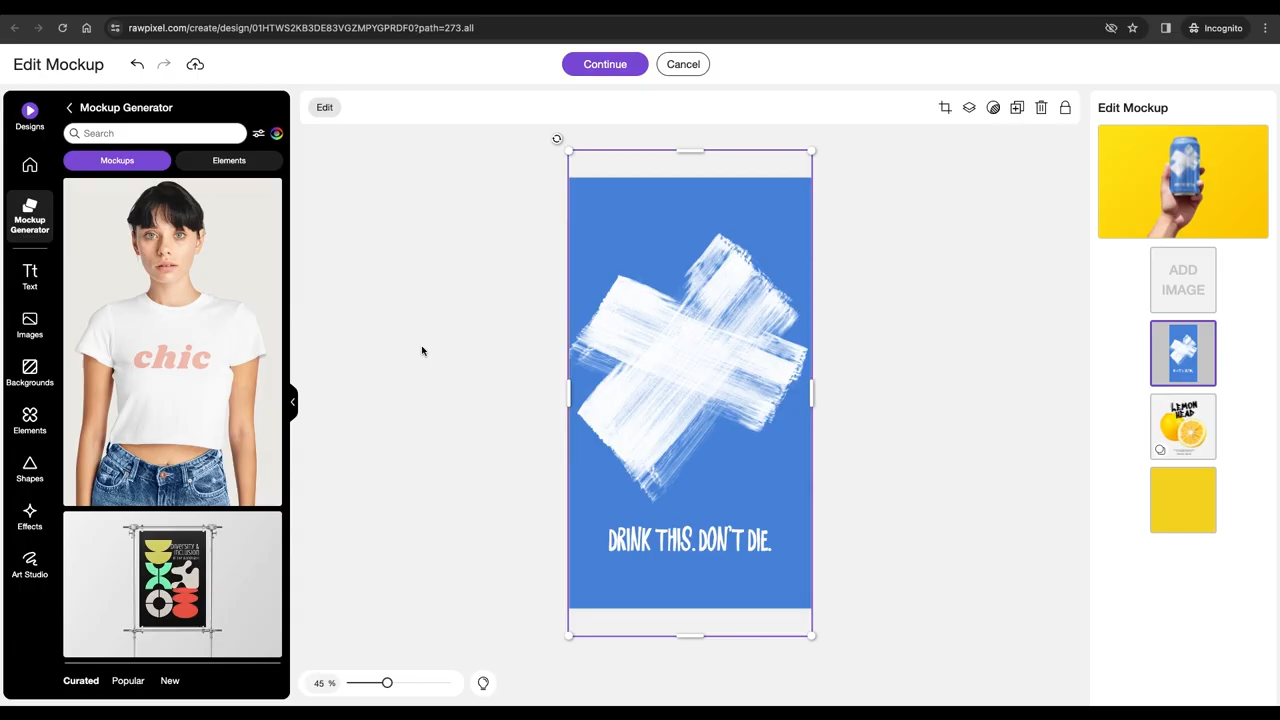 rawpixel.com/create/design/01HTWS2KB3DE83VGZMPYGPRDF0?path=273.all
Incognito
Edit Mockup
Continue
Cancel
Designs
Mockup Generator
Search
Mockups
Elements
Mockup
Generator
Text
Images
Backgrounds
Elements
Shapes
Effects
Art Studio
chic
DIVERSITY &
INCLUSION
Curated
Popular
New
Edit
DRINK THIS. DON'T DIE.
45 %
Edit Mockup
ADD
IMAGE
LEMON
HEAD